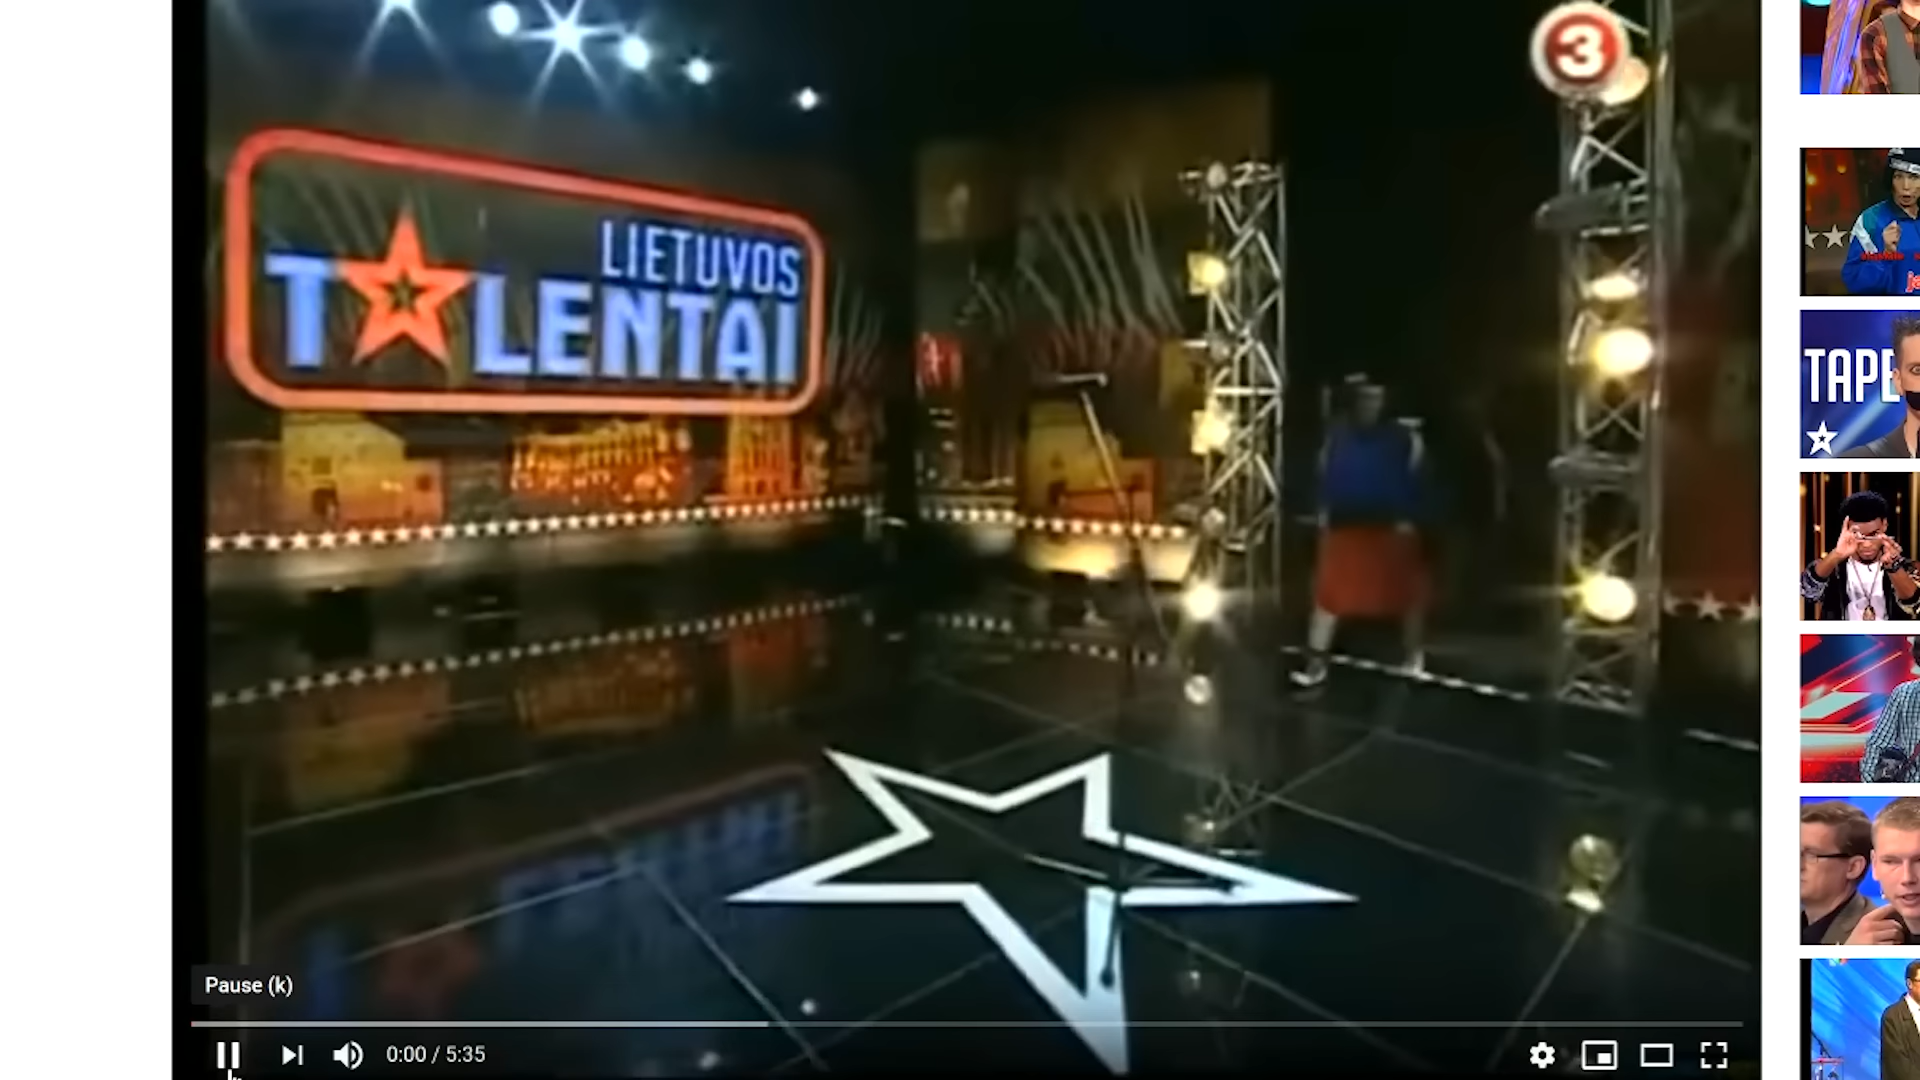 3
LIETUVOS
TALENTAI
TAPE
Pause (k)
0:00 / 5:35